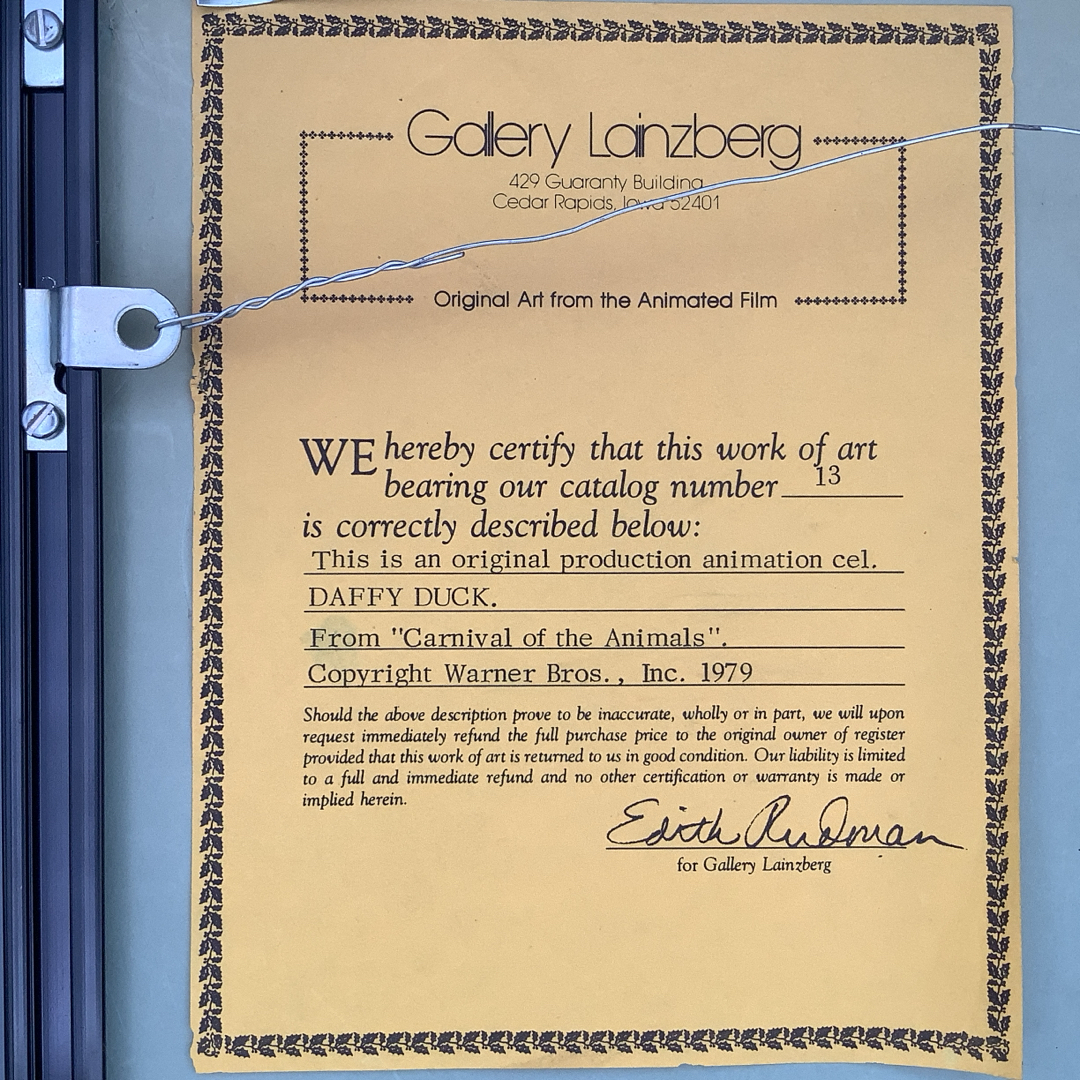 Gallery Lainzberg
429 Guaranty Building
Cedar Rapids, Iowa 52401
Original Art from the Animated Film
WE hereby certify that this work of art
bearing our catalog number 13
is correctly described below:
This is an original production animation cel.
DAFFY DUCK.
From "Carnival of the Animals".
Copyright Warner Bros., Inc. 1979
Should the above description prove to be inaccurate, wholly or in part, we will upon
request immediately refund the full purchase price to the original owner of register
provided that this work of art is returned to us in good condition. Our liability is limited
to a full and immediate refund and no other certification or warranty is made or
implied herein.
Edith Rudman
for Gallery Lainzberg